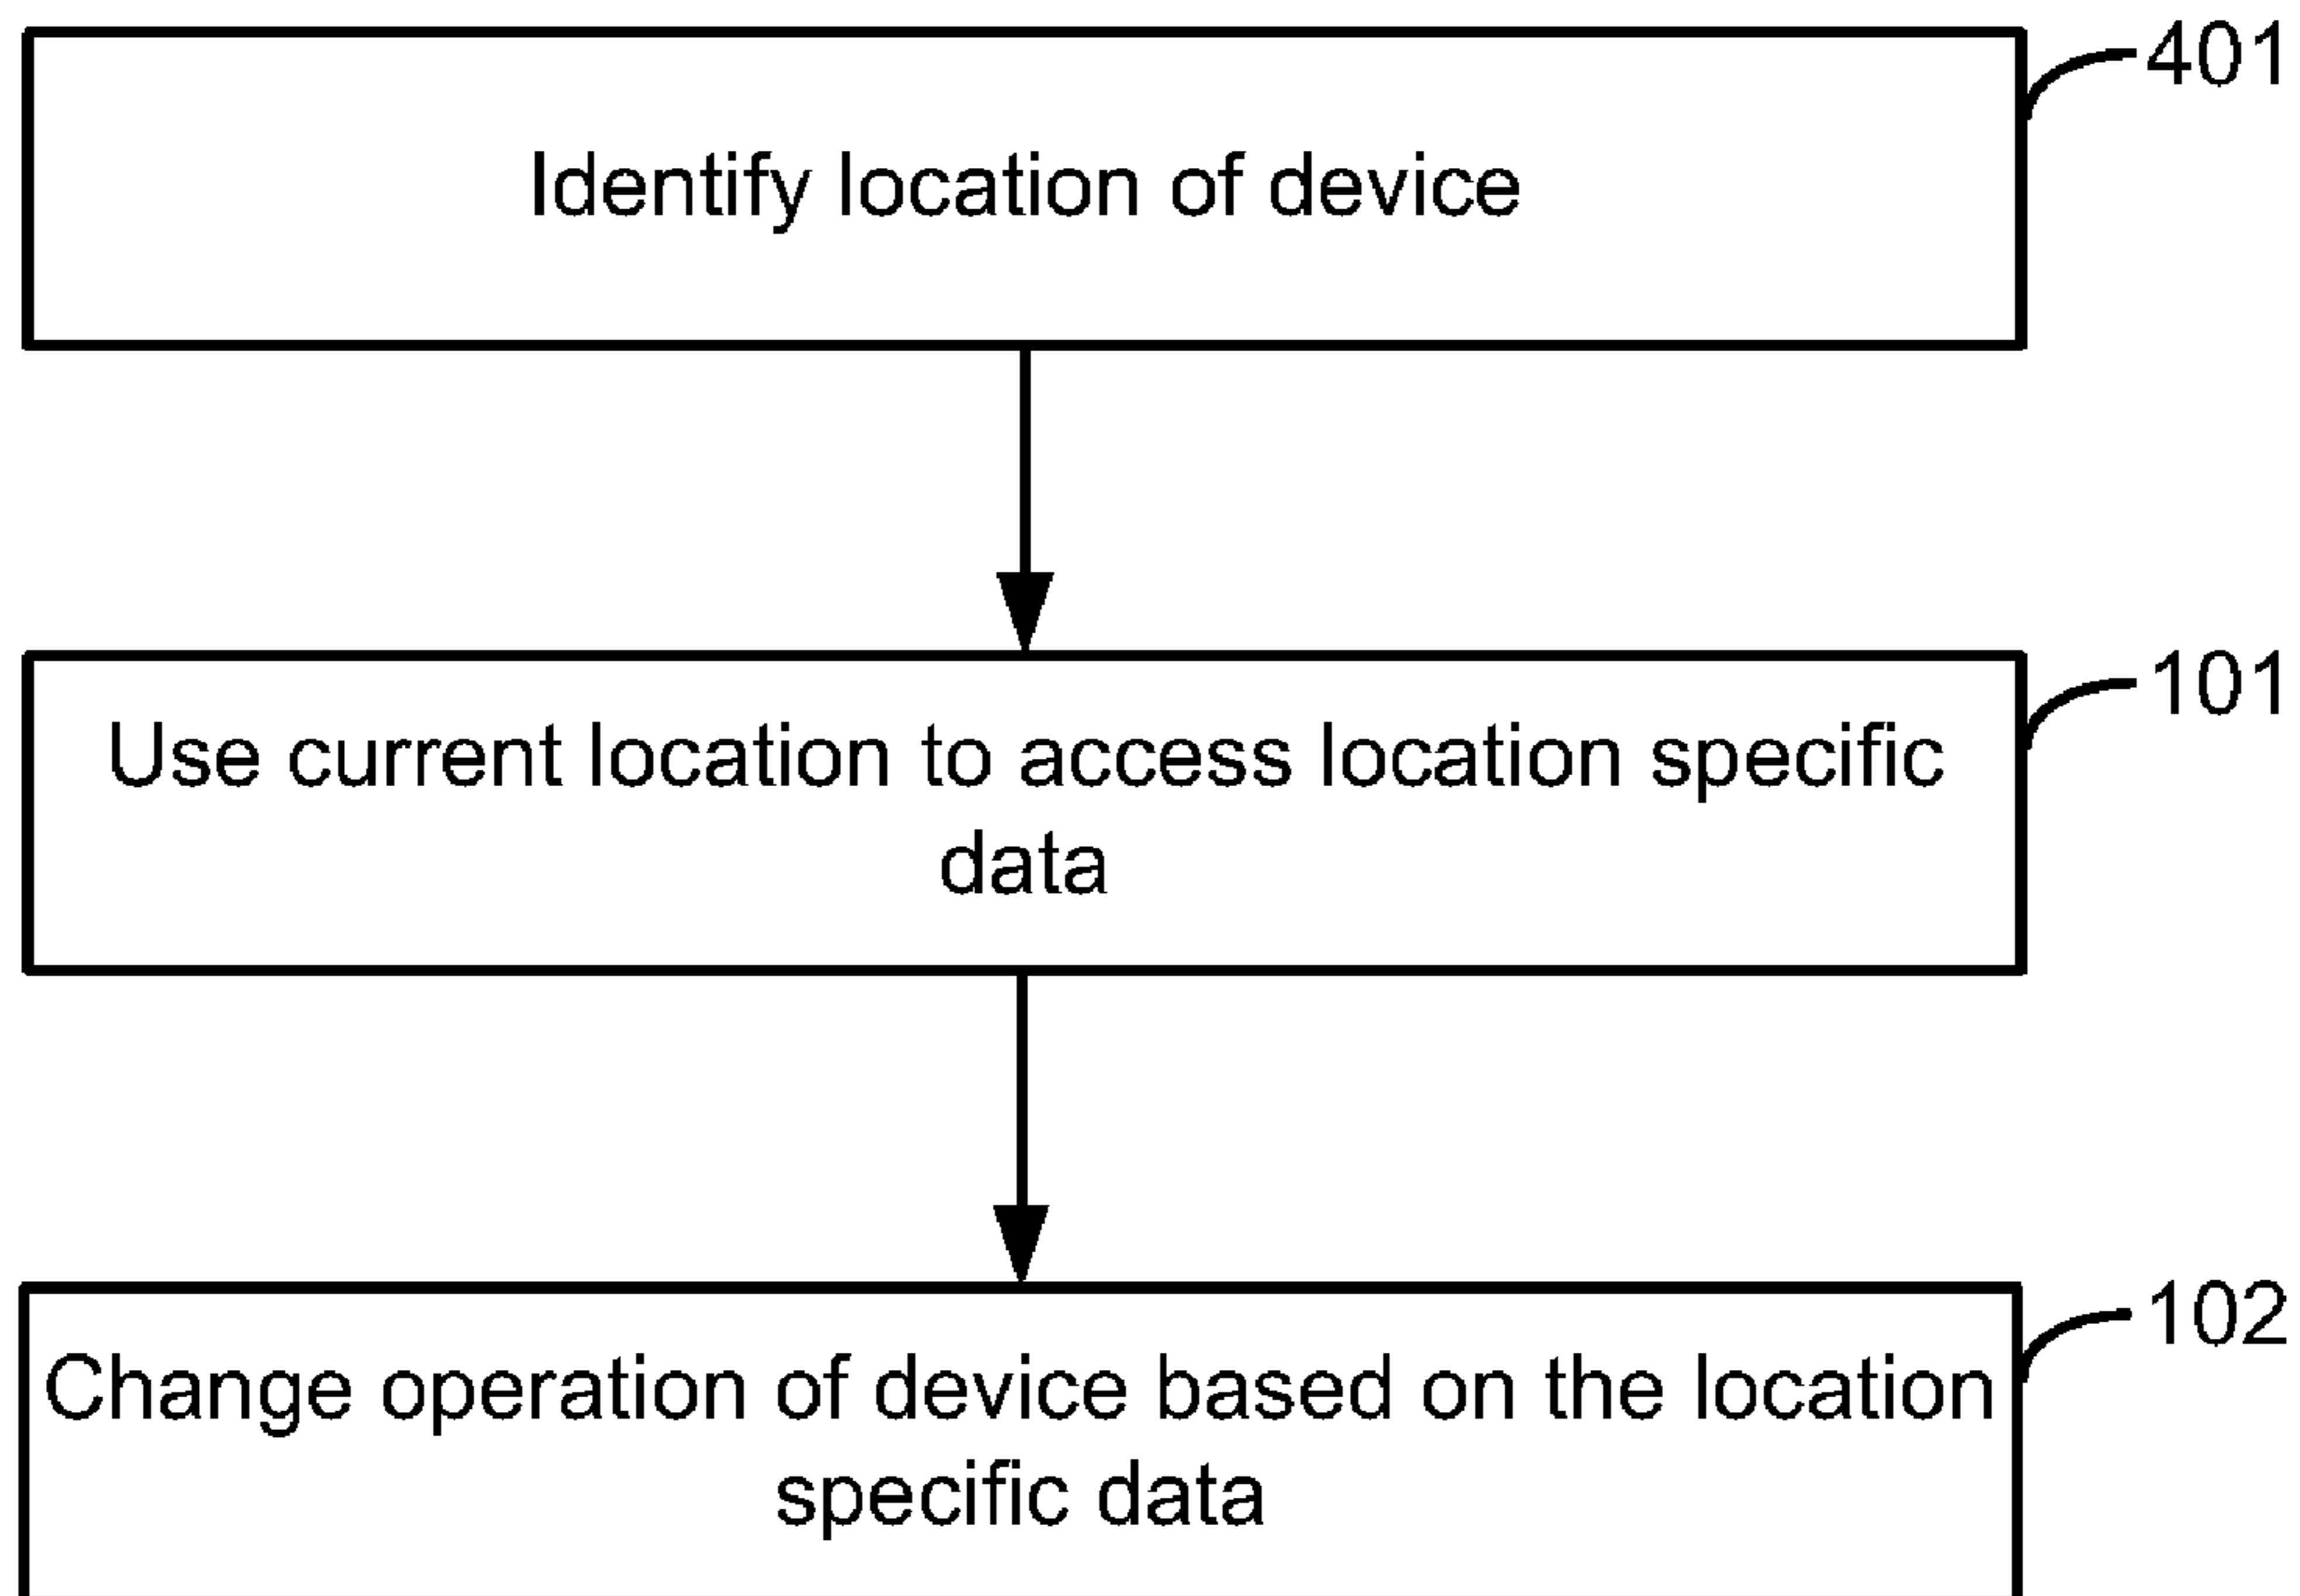 401
Identify location of device
101
Use current location to access location specific
data
102
Change operation of device based on the location
specific data